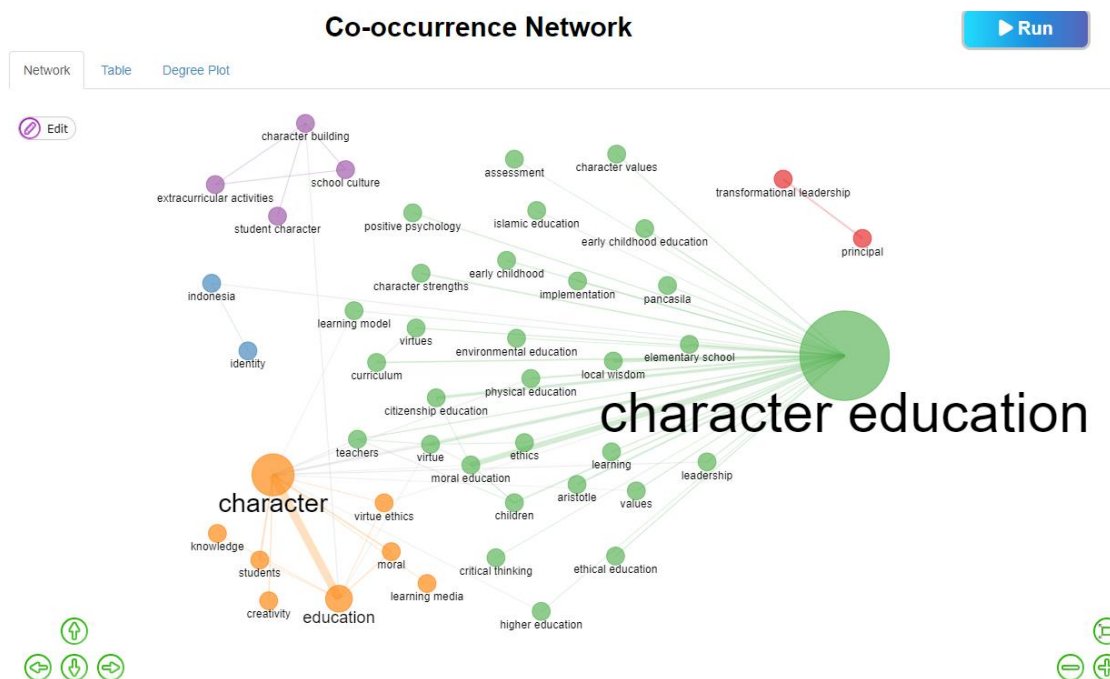 Co-occurrence Network
Run
Network Table Degree Plot
Edit
character building
assessment
character values
school culture
transformational leadership
extracurricular activities
student character
positive psychology
islamic education
early childhood education
principal
early childhood
character strengths
implementation
pancasila
indonesia
learning model
virtues
environmental education
elementary school
identity
curriculum
local wisdom
physical education
citizenship education
character education
teachers
virtue
ethics
moral education
learning
leadership
character
virtue ethics
children
aristotle
values
knowledge
students
moral
critical thinking
ethical education
learning media
creativity
education
higher education